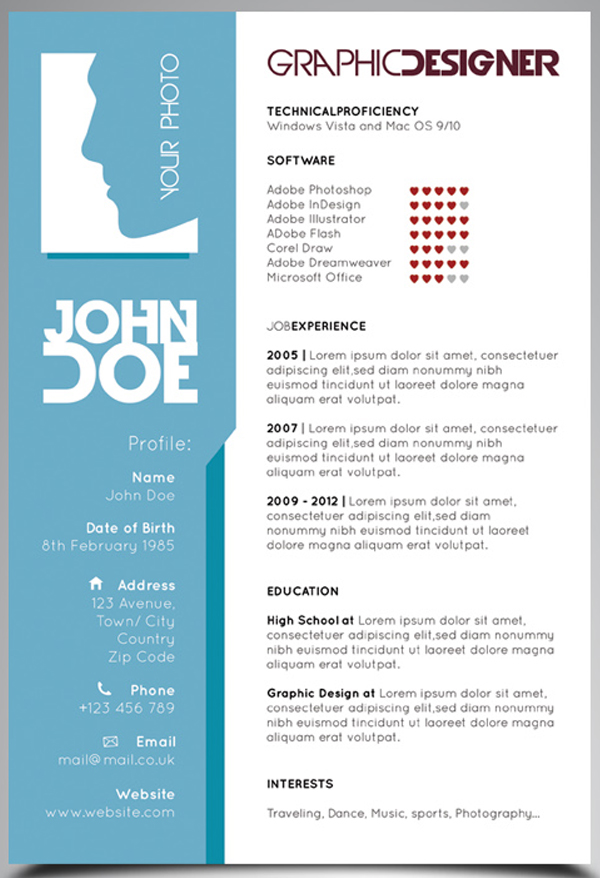 YOUR PHOTO
JOHN
DOE
Profile:
Name
John Doe
Date of Birth
8th February 1985
Address
123 Avenue,
Town/ City
Country
Zip Code
Phone
+123 456 789
Email
mail@mail.co.uk
Website
www.website.com
GRAPHICDESIGNER
TECHNICALPROFICIENCY
Windows Vista and Mac OS 9/10
SOFTWARE
Adobe Photoshop
Adobe InDesign
Adobe Illustrator
ADobe Flash
Corel Draw
Adobe Dreamweaver
Microsoft Office
JOBEXPERIENCE
2005 | Lorem ipsum dolor sit amet, consectetuer
adipiscing elit,sed diam nonummy nibh
euismod tincidunt ut laoreet dolore magna
aliquam erat volutpat.
2007 | Lorem ipsum dolor sit amet, consectetuer
adipiscing elit,sed diam nonummy nibh
euismod tincidunt ut laoreet dolore magna
aliquam erat volutpat.
2009 - 2012 | Lorem ipsum dolor sit amet,
consectetuer adipiscing elit,sed diam
nonummy nibh euismod tincidunt ut laoreet
dolore magna aliquam erat volutpat.
EDUCATION
High School at Lorem ipsum dolor sit amet,
consectetuer adipiscing elit,sed diam nonummy
nibh euismod tincidunt ut laoreet dolore magna
aliquam erat volutpat.
Graphic Design at Lorem ipsum dolor sit amet,
consectetuer adipiscing elit,sed diam nonummy
nibh euismod tincidunt ut laoreet dolore magna
aliquam erat volutpat.
INTERESTS
Traveling, Dance, Music, sports, Photography...